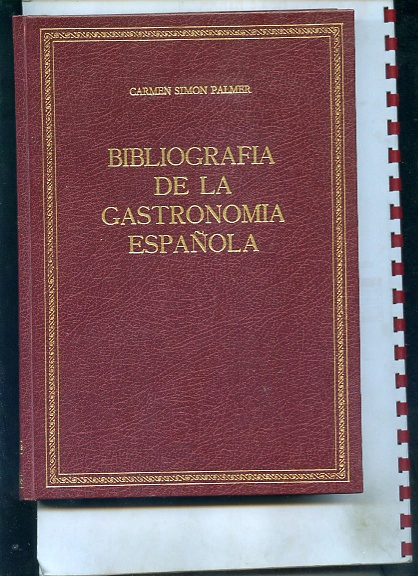 CARMEN SIMON PALMER
BIBLIOGRAFIA
DE LA
GASTRONOMIA
ESPAÑOLA